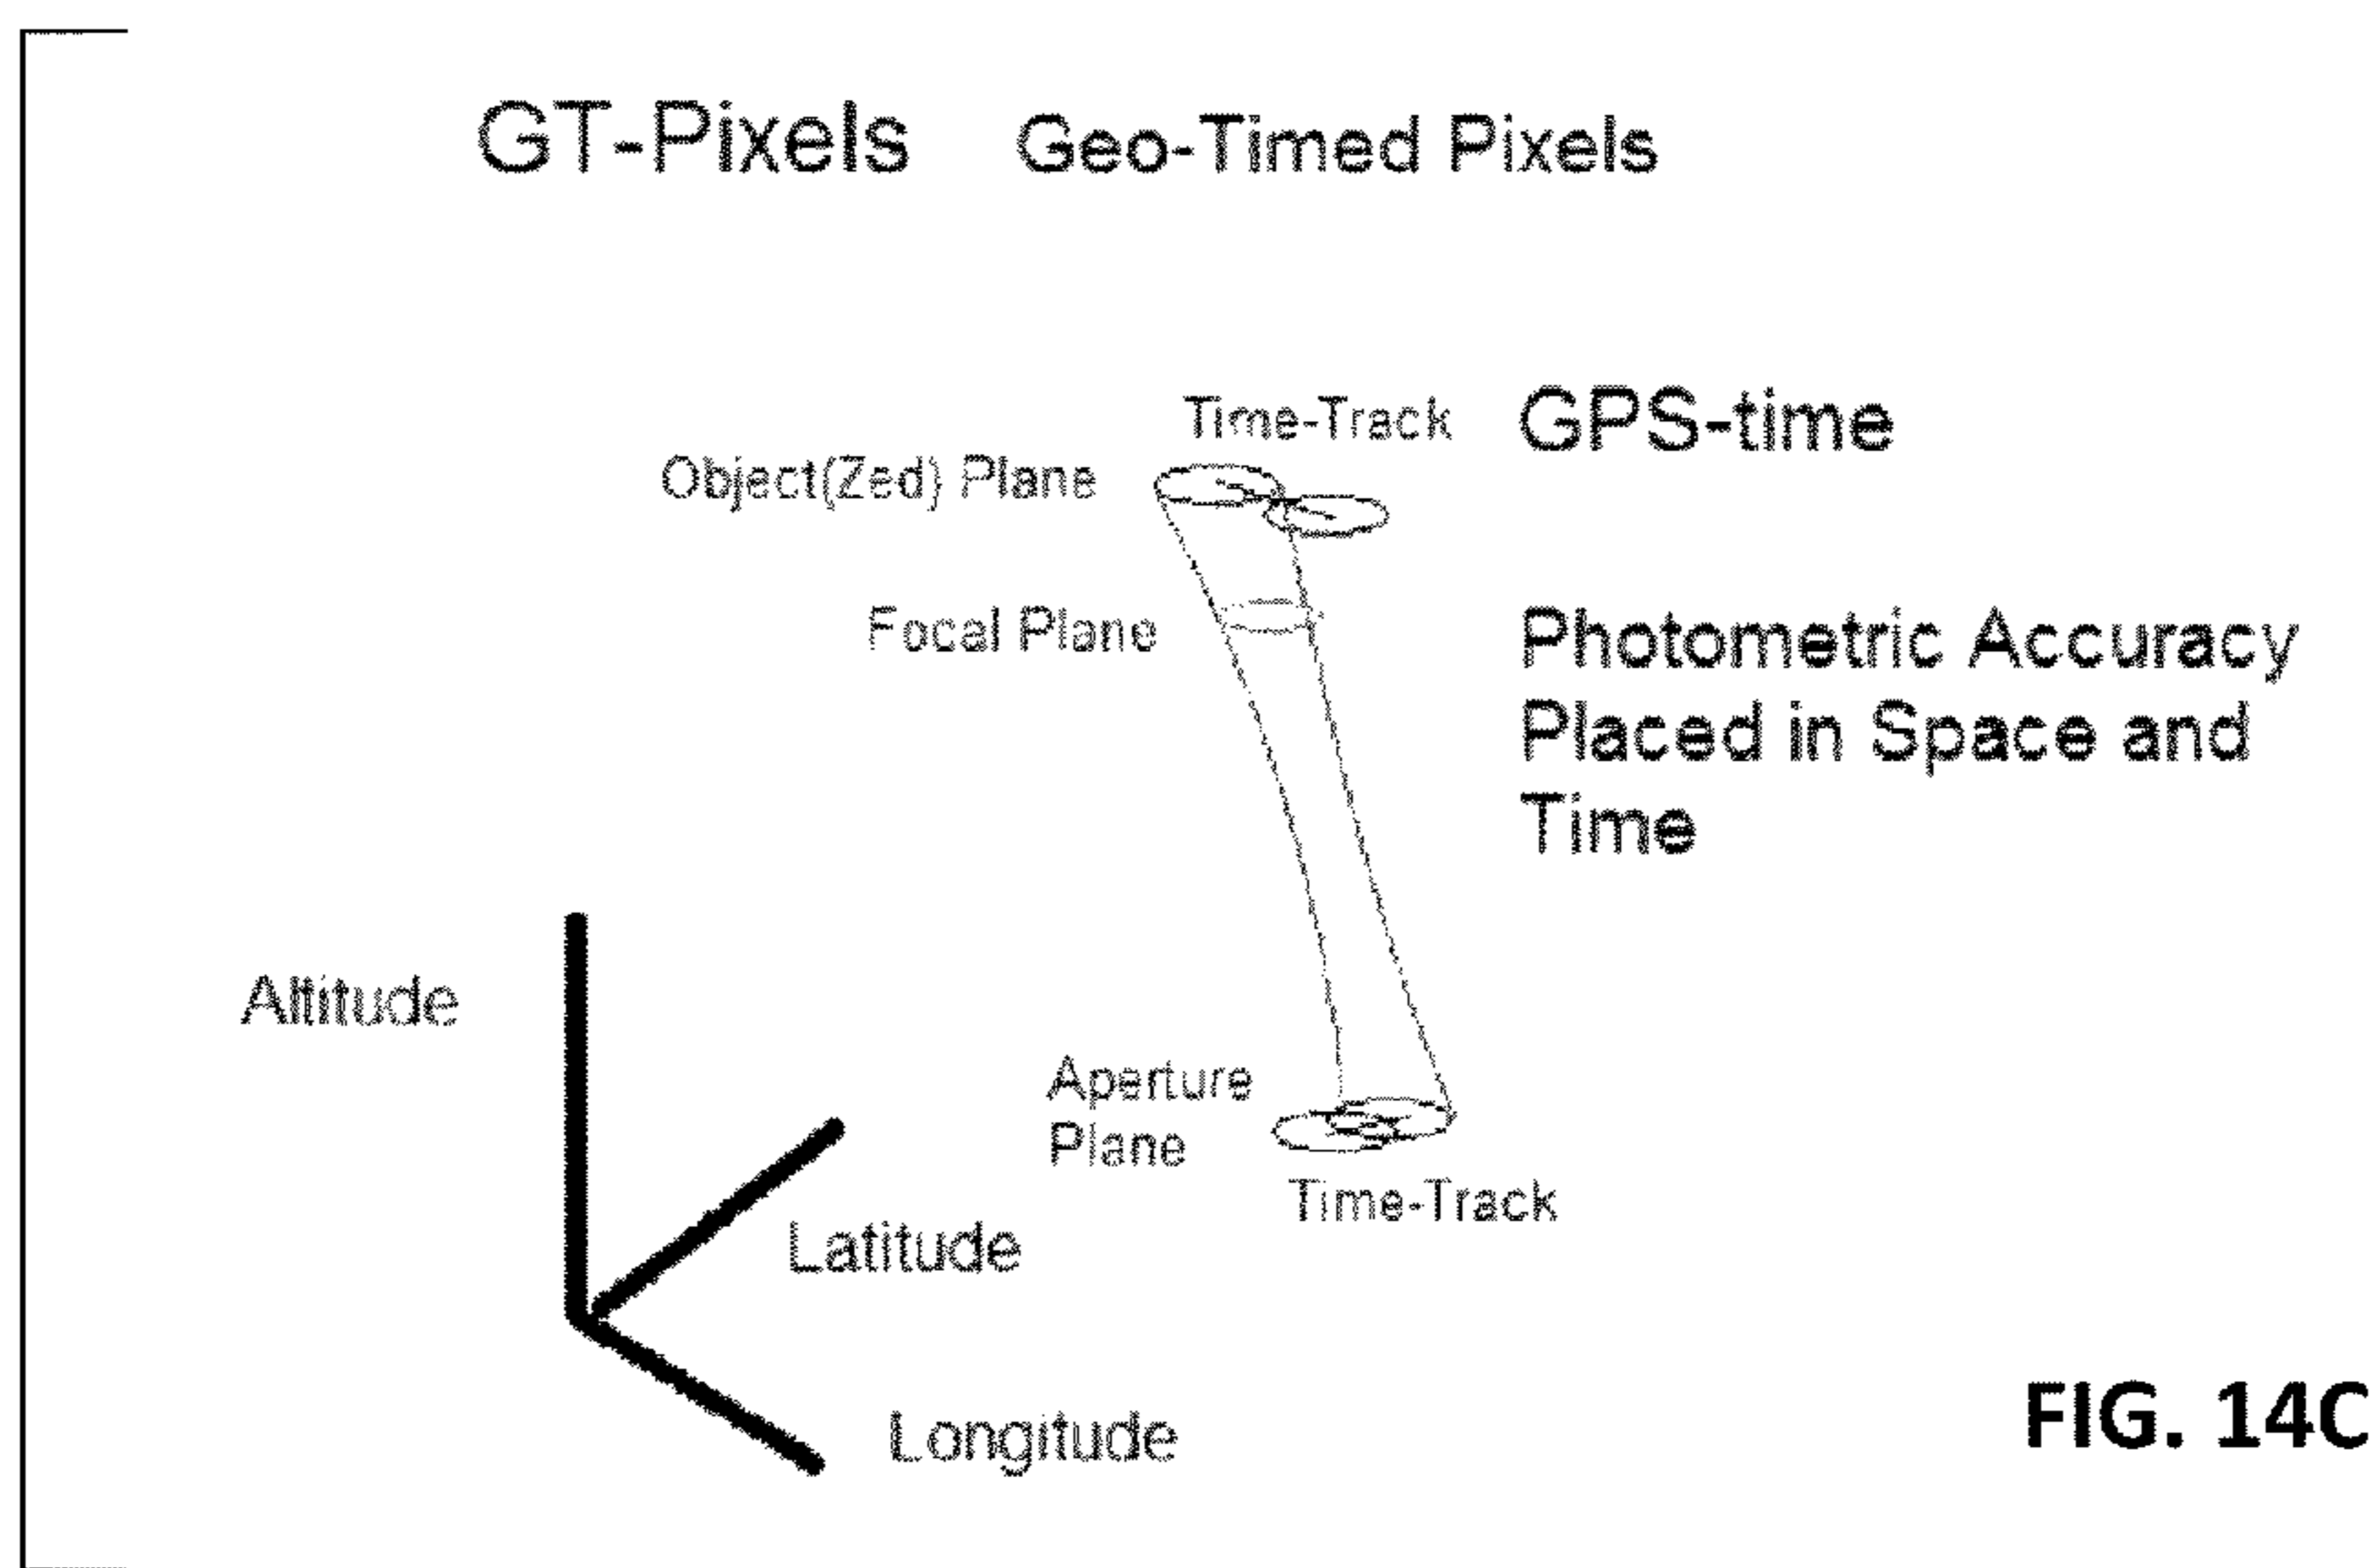 GT-Pixels Geo-Timed Pixels
Time-Track
GPS-time
Object(Zed) Plane
Focal Plane
Photometric Accuracy
Placed in Space and
Time
Altitude
Aperture
Plane
Time-Track
Latitude
Longitude
FIG. 14C